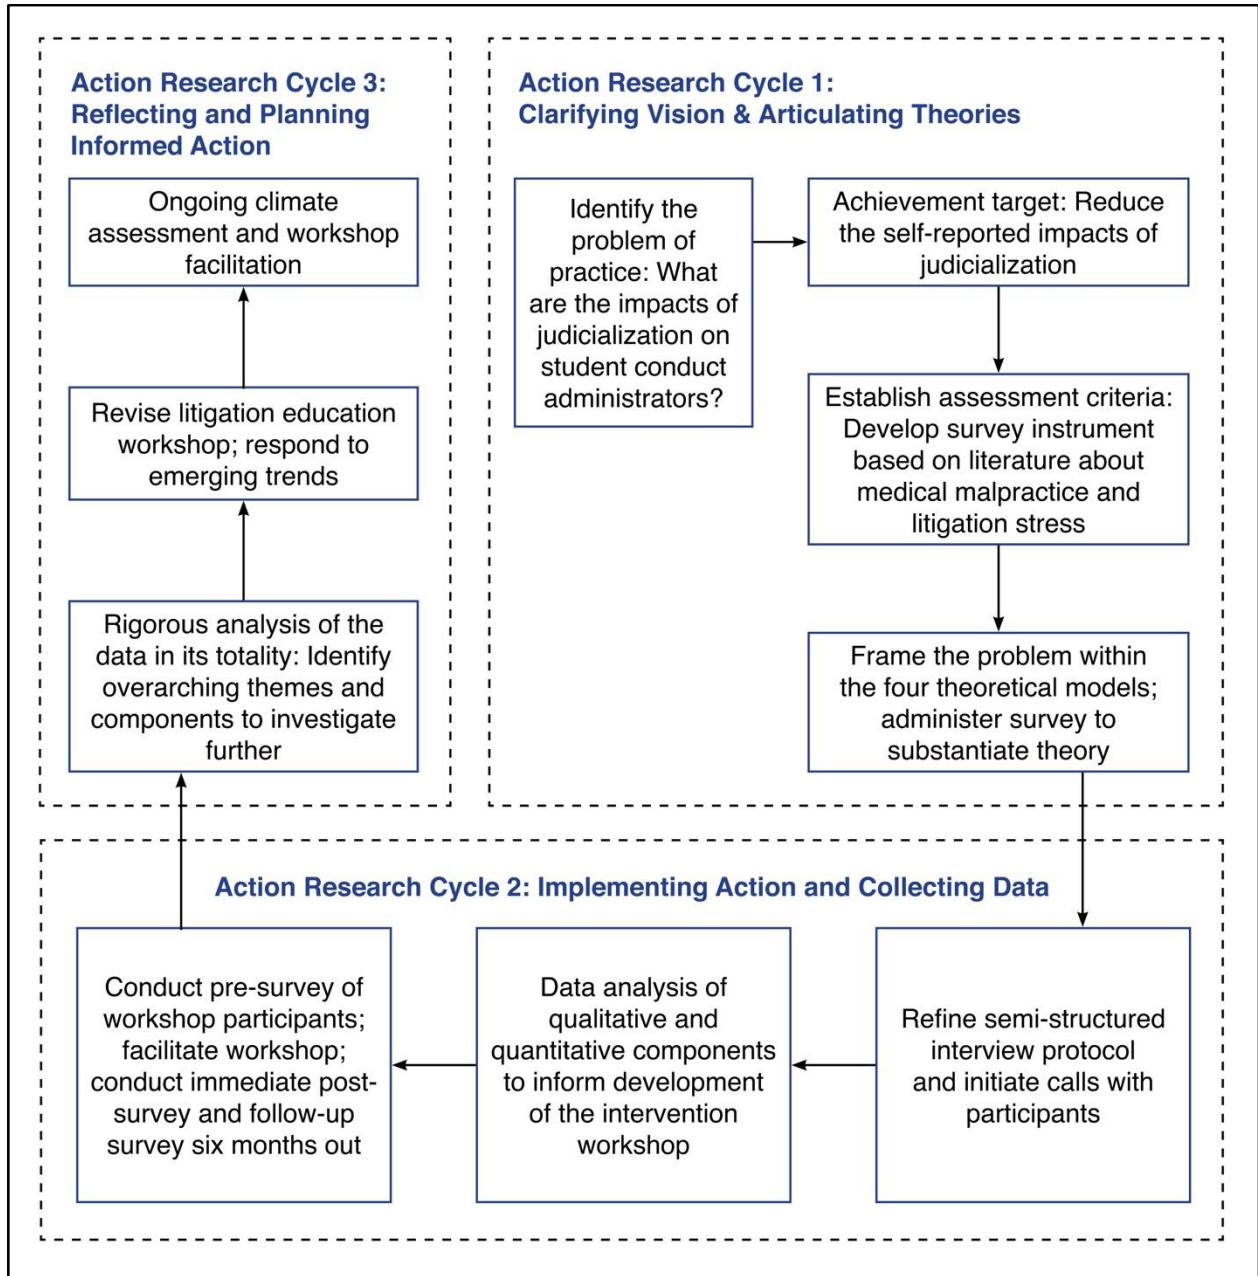 Action Research Cycle 3:
Reflecting and Planning
Informed Action
Ongoing climate
assessment and workshop
facilitation
Revise litigation education
workshop; respond to
emerging trends
Rigorous analysis of the
data in its totality: Identify
overarching themes and
components to investigate
further
Action Research Cycle 1:
Clarifying Vision & Articulating Theories
Identify the
problem of
practice: What
are the impacts of
judicialization on
student conduct
administrators?
Achievement target: Reduce
the self-reported impacts of
judicialization
Establish assessment criteria:
Develop survey instrument
based on literature about
medical malpractice and
litigation stress
Frame the problem within
the four theoretical models;
administer survey to
substantiate theory
Action Research Cycle 2: Implementing Action and Collecting Data
Conduct pre-survey of
workshop participants;
facilitate workshop;
conduct immediate post-
survey and follow-up
survey six months out
Data analysis of
qualitative and
quantitative components
to inform development
of the intervention
workshop
Refine semi-structured
interview protocol
and initiate calls with
participants